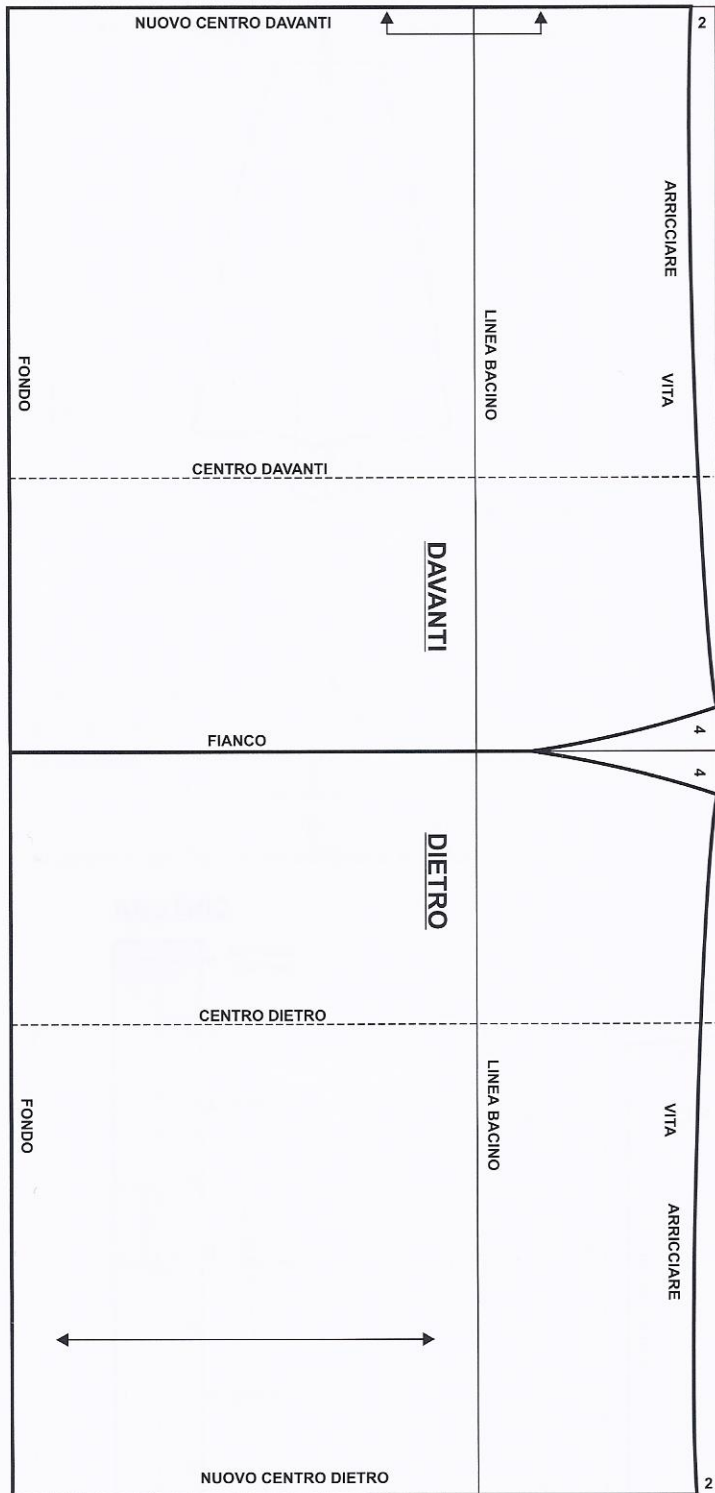 NUOVO CENTRO DAVANTI
2
ARRICCIARE
VITA
LINEA BACINO
FONDO
CENTRO DAVANTI
DAVANTI
FIANCO
4
4
DIETRO
CENTRO DIETRO
LINEA BACINO
VITA
ARRICCIARE
FONDO
NUOVO CENTRO DIETRO
2